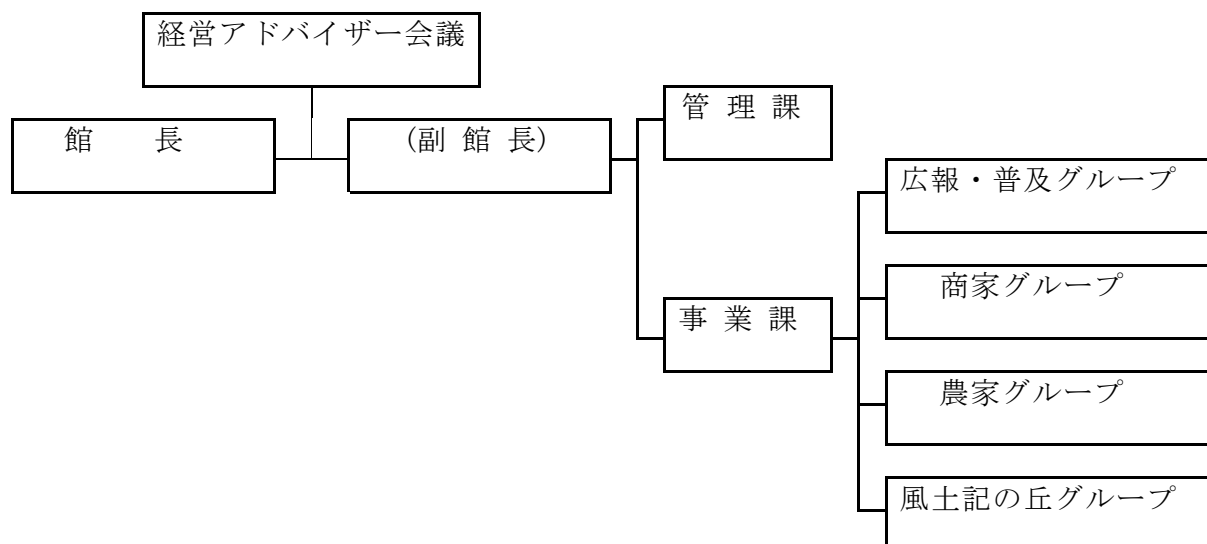 経営アドバイザー会議
館　長
(副 館 長)
管 理 課
事 業 課
広報・普及グループ
商家グループ
農家グループ
風土記の丘グループ